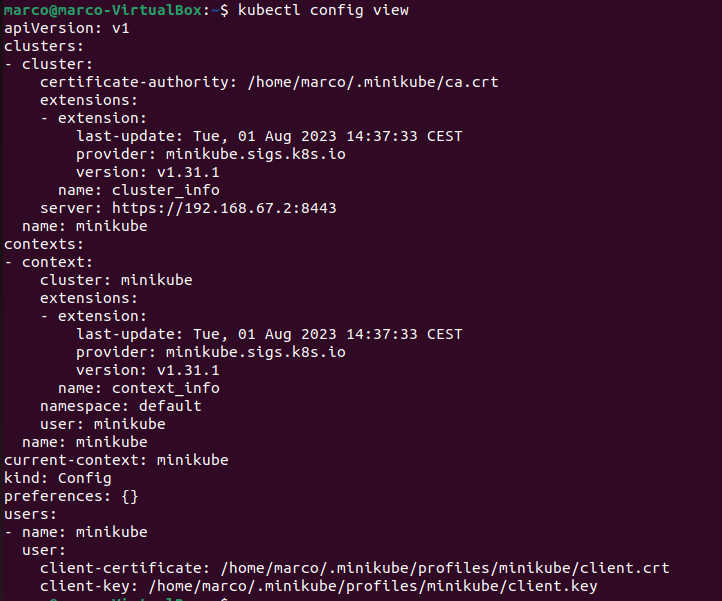 marco@marco-VirtualBox:~$ kubectl config view
apiVersion: v1
clusters:
- cluster:
    certificate-authority: /home/marco/.minikube/ca.crt
    extensions:
    - extension:
        last-update: Tue, 01 Aug 2023 14:37:33 CEST
        provider: minikube.sigs.k8s.io
        version: v1.31.1
      name: cluster_info
    server: https://192.168.67.2:8443
  name: minikube
contexts:
- context:
    cluster: minikube
    extensions:
    - extension:
        last-update: Tue, 01 Aug 2023 14:37:33 CEST
        provider: minikube.sigs.k8s.io
        version: v1.31.1
      name: context_info
    namespace: default
    user: minikube
  name: minikube
current-context: minikube
kind: Config
preferences: {}
users:
- name: minikube
  user:
    client-certificate: /home/marco/.minikube/profiles/minikube/client.crt
    client-key: /home/marco/.minikube/profiles/minikube/client.key